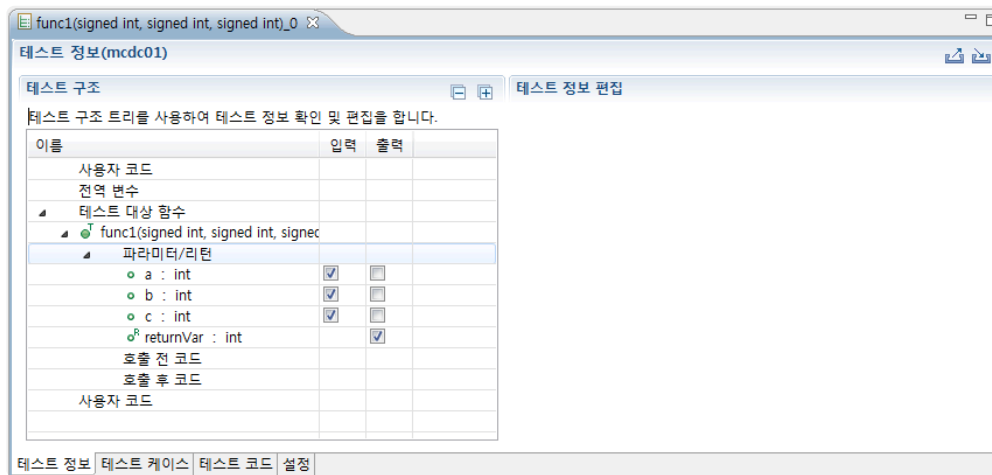 func1(signed int, signed int, signed int)_0
테스트 정보(mcdc01)
테스트 구조
테스트 정보 편집
테스트 구조 트리를 사용하여 테스트 정보 확인 및 편집을 합니다.
이름 입력 출력
사용자 코드
전역 변수
테스트 대상 함수
T func1(signed int, signed int, signed
파라미터/리턴
a : int
b : int
c : int
R returnVar : int
호출 전 코드
호출 후 코드
사용자 코드
테스트 정보 테스트 케이스 테스트 코드 설정